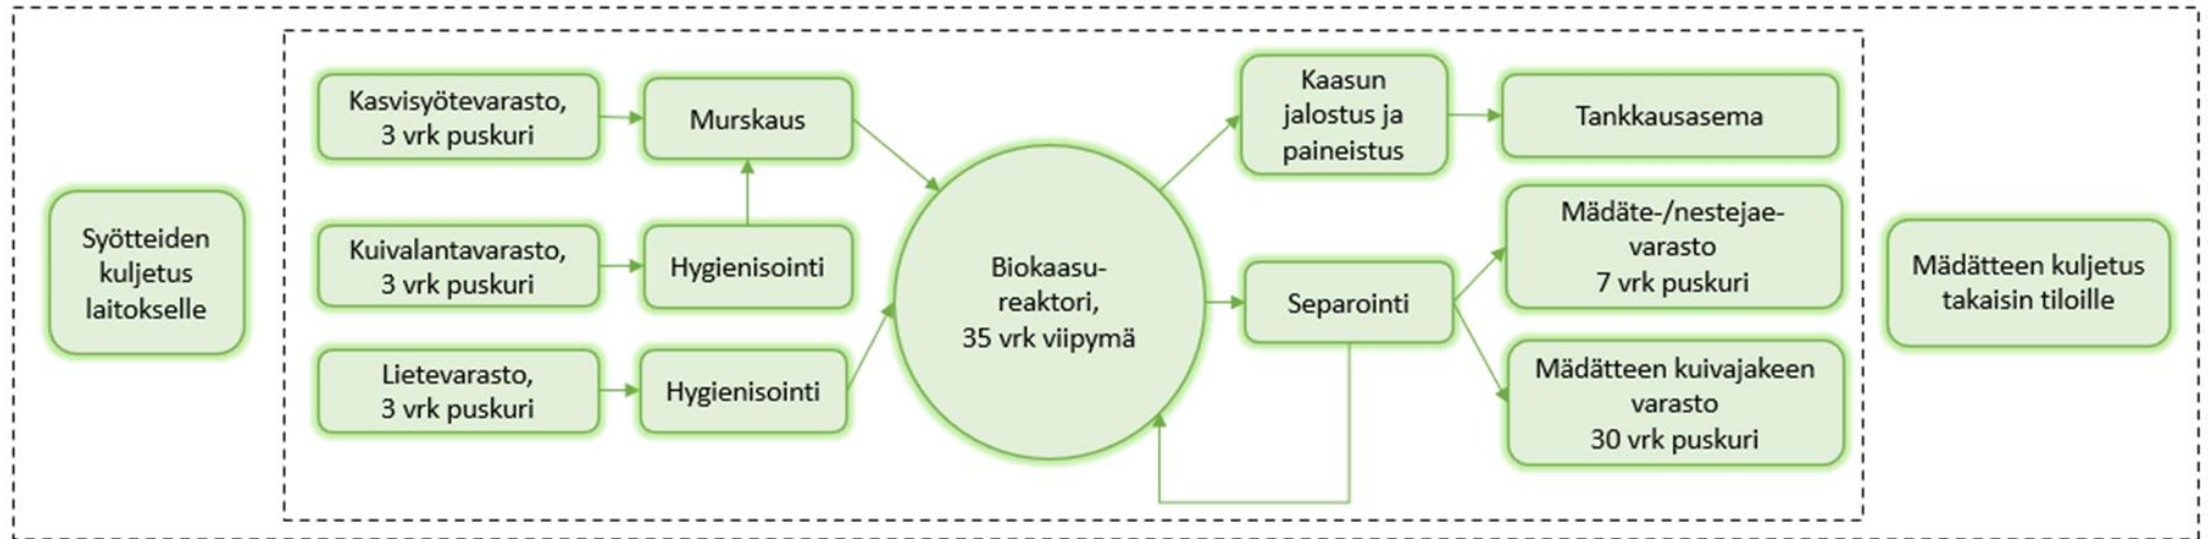 Syötteiden
kuljetus
laitokselle
Kasvisyötevarasto,
3 vrk puskuri
Murskaus
Kuivalantavarasto,
3 vrk puskuri
Hygienisointi
Lietevarasto,
3 vrk puskuri
Hygienisointi
Biokaasu-
reaktori,
35 vrk viipymä
Kaasun
jalostus ja
paineistus
Tankkausasema
Separointi
Mädäte-/nestejae-
varasto
7 vrk puskuri
Mädätteen kuivajakeen
varasto
30 vrk puskuri
Mädätteen kuljetus
takaisin tiloille